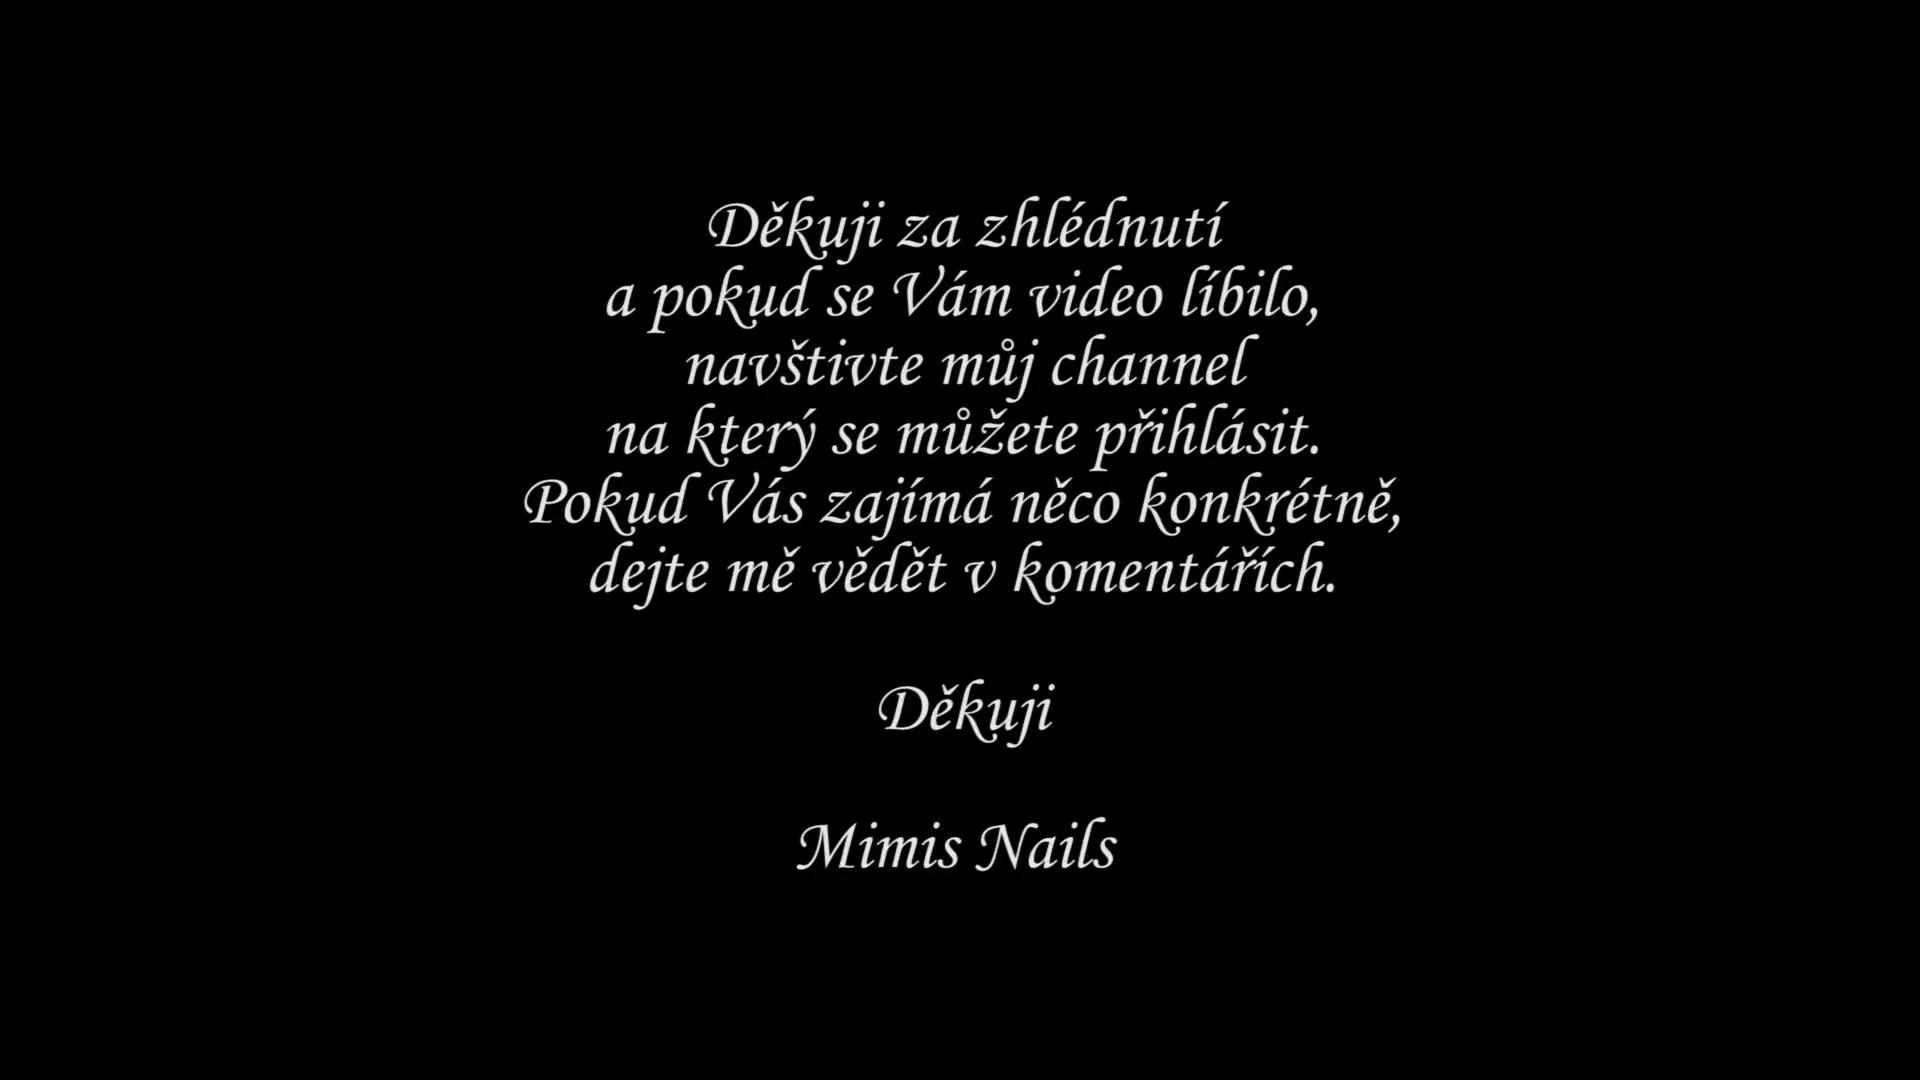 Děkuji za zhlédnutí
a pokud se Vám video líbilo,
navštivte můj channel
na který se můžete přihlásit.
Pokud Vás zajímá něco konkrétně,
dejte mě vědět v komentářích.
Děkuji
Mimis Nails